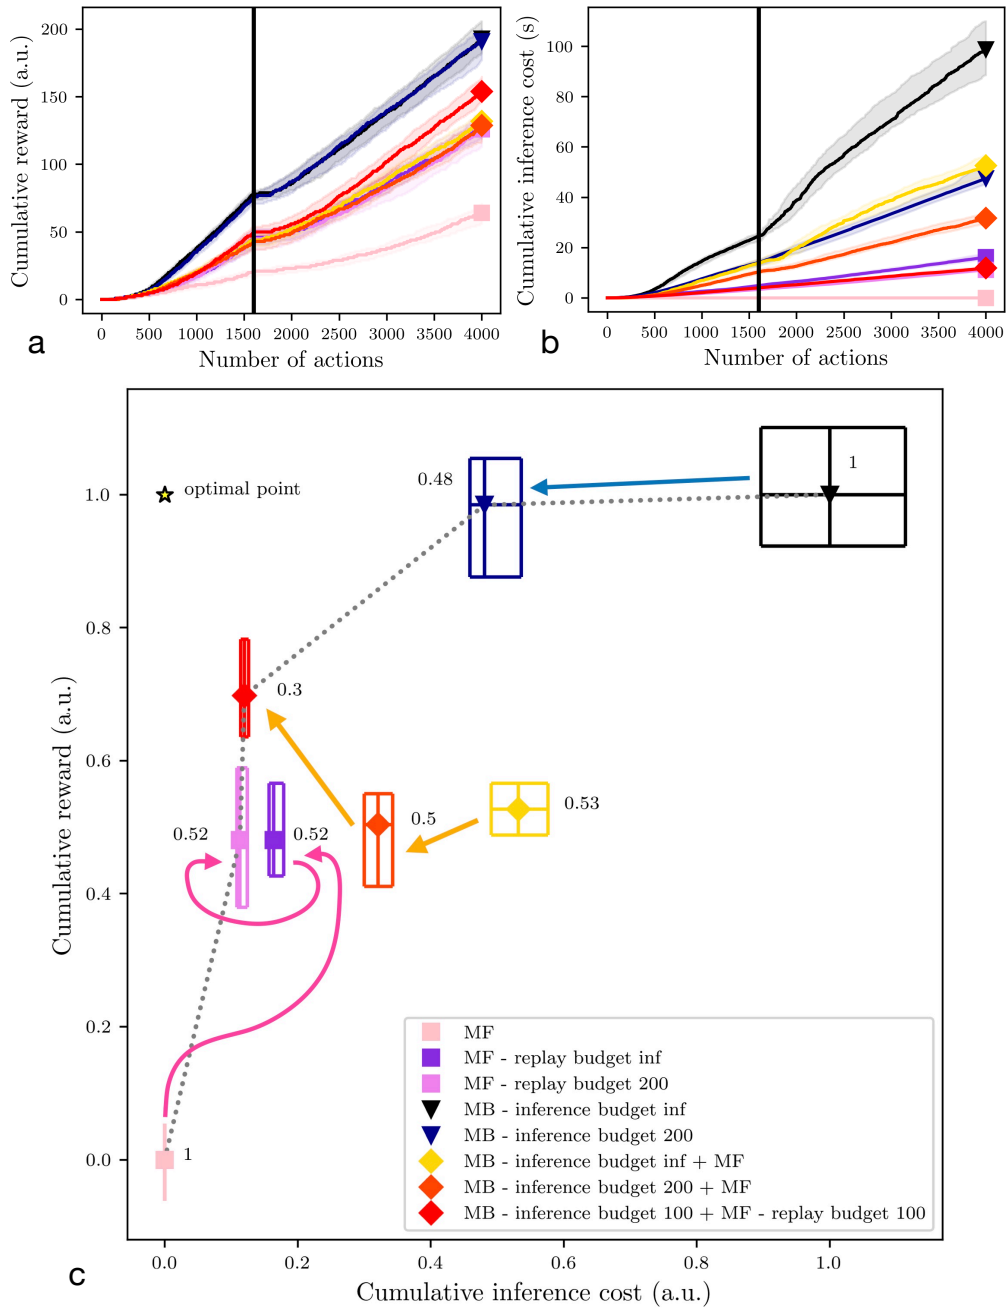 Cumulative reward (a.u.)
200
150
100
50
0
0 500 1000 1500 2000 2500 3000 3500 4000
Number of actions
a
Cumulative inference cost (s)
100
80
60
40
20
0
0 500 1000 1500 2000 2500 3000 3500 4000
Number of actions
b
Cumulative reward (a.u.)
1.0
0.8
0.6
0.4
0.2
0.0
optimal point
0.48
1
0.3
0.52
0.52
0.5
0.53
1
MF
MF - replay budget inf
MF - replay budget 200
MB - inference budget inf
MB - inference budget 200
MB - inference budget inf + MF
MB - inference budget 200 + MF
MB - inference budget 100 + MF - replay budget 100
0.0 0.2 0.4 0.6 0.8 1.0
Cumulative inference cost (a.u.)
c